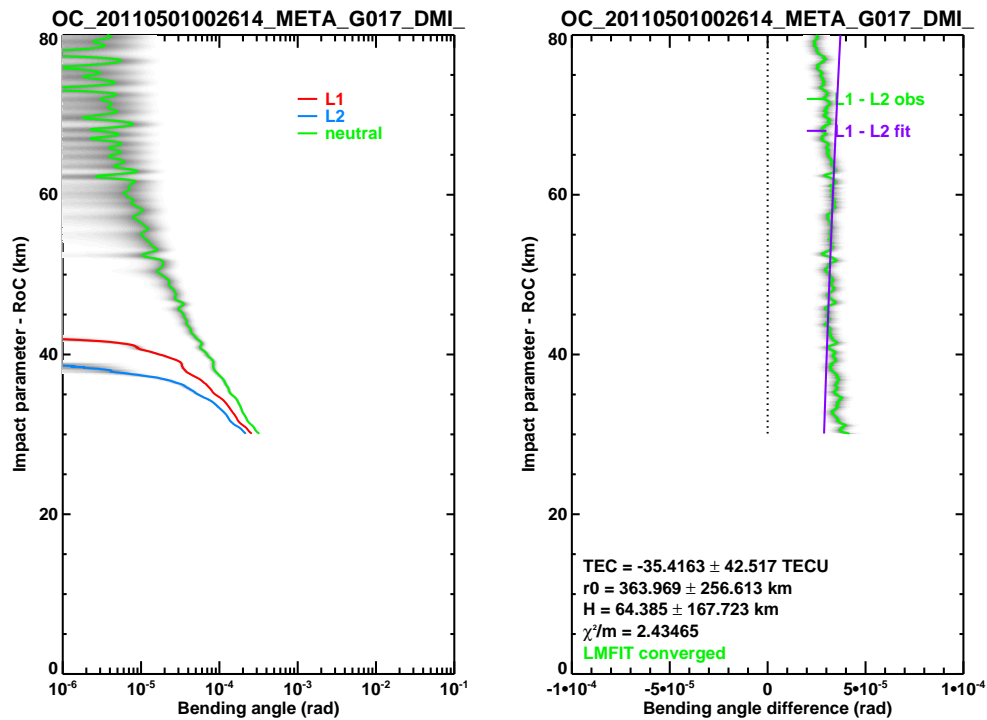 OC_20110501002614_META_G017_DMI_
80
60
40
20
0
Impact parameter - RoC (km)
L1
L2
neutral
10-6
10-5
10-4
10-3
10-2
10-1
Bending angle (rad)
OC_20110501002614_META_G017_DMI_
80
60
40
20
0
Impact parameter - RoC (km)
L1 - L2 obs
L1 - L2 fit
TEC = -35.4163 ± 42.517 TECU
r0 = 363.969 ± 256.613 km
H = 64.385 ± 167.723 km
χ²/m = 2.43465
LMFIT converged
-1•10-4
-5•10-5
0
5•10-5
1•10-4
Bending angle difference (rad)